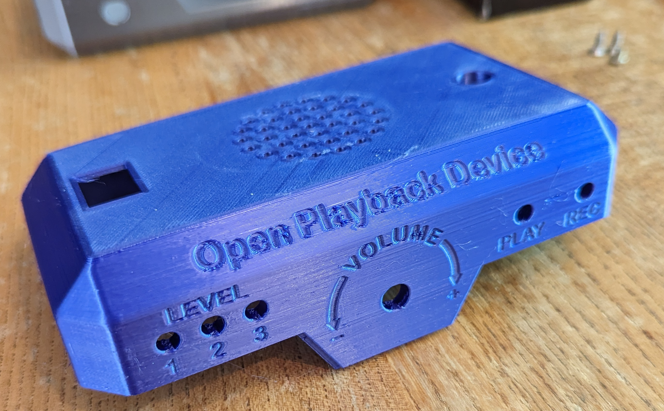 Open Playback Device
VOLUME
- +
PLAY REC
LEVEL
1 2 3